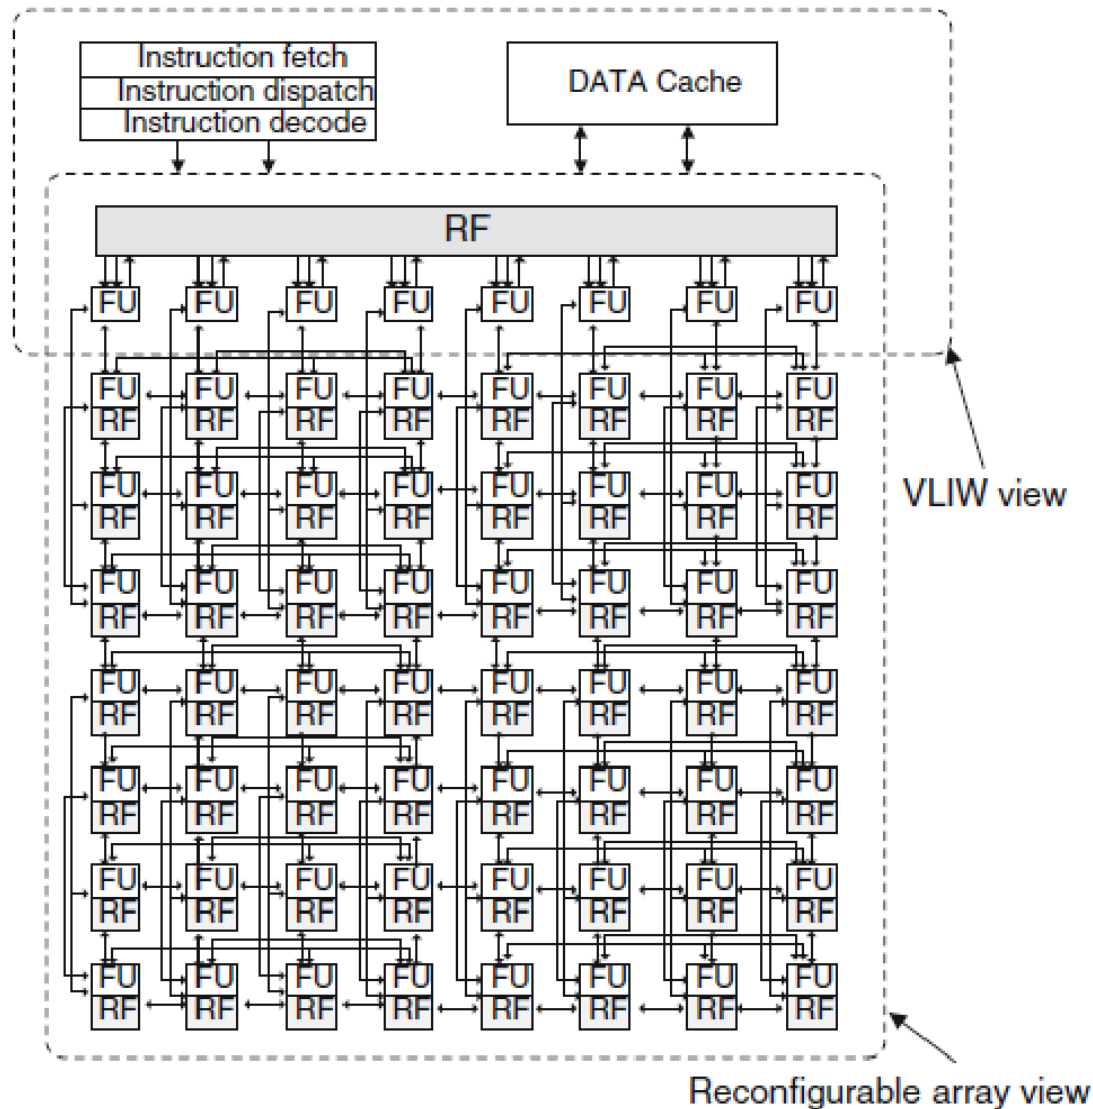 Instruction fetch
Instruction dispatch
Instruction decode
DATA Cache
RF
FU FU FU FU FU FU FU FU
FU FU FU FU FU FU FU FU
RF RF RF RF RF RF RF RF
FU FU FU FU FU FU FU FU
RF RF RF RF RF RF RF RF
VLIW view
FU FU FU FU FU FU FU FU
RF RF RF RF RF RF RF RF
FU FU FU FU FU FU FU FU
RF RF RF RF RF RF RF RF
FU FU FU FU FU FU FU FU
RF RF RF RF RF RF RF RF
FU FU FU FU FU FU FU FU
RF RF RF RF RF RF RF RF
FU FU FU FU FU FU FU FU
RF RF RF RF RF RF RF RF
Reconfigurable array view